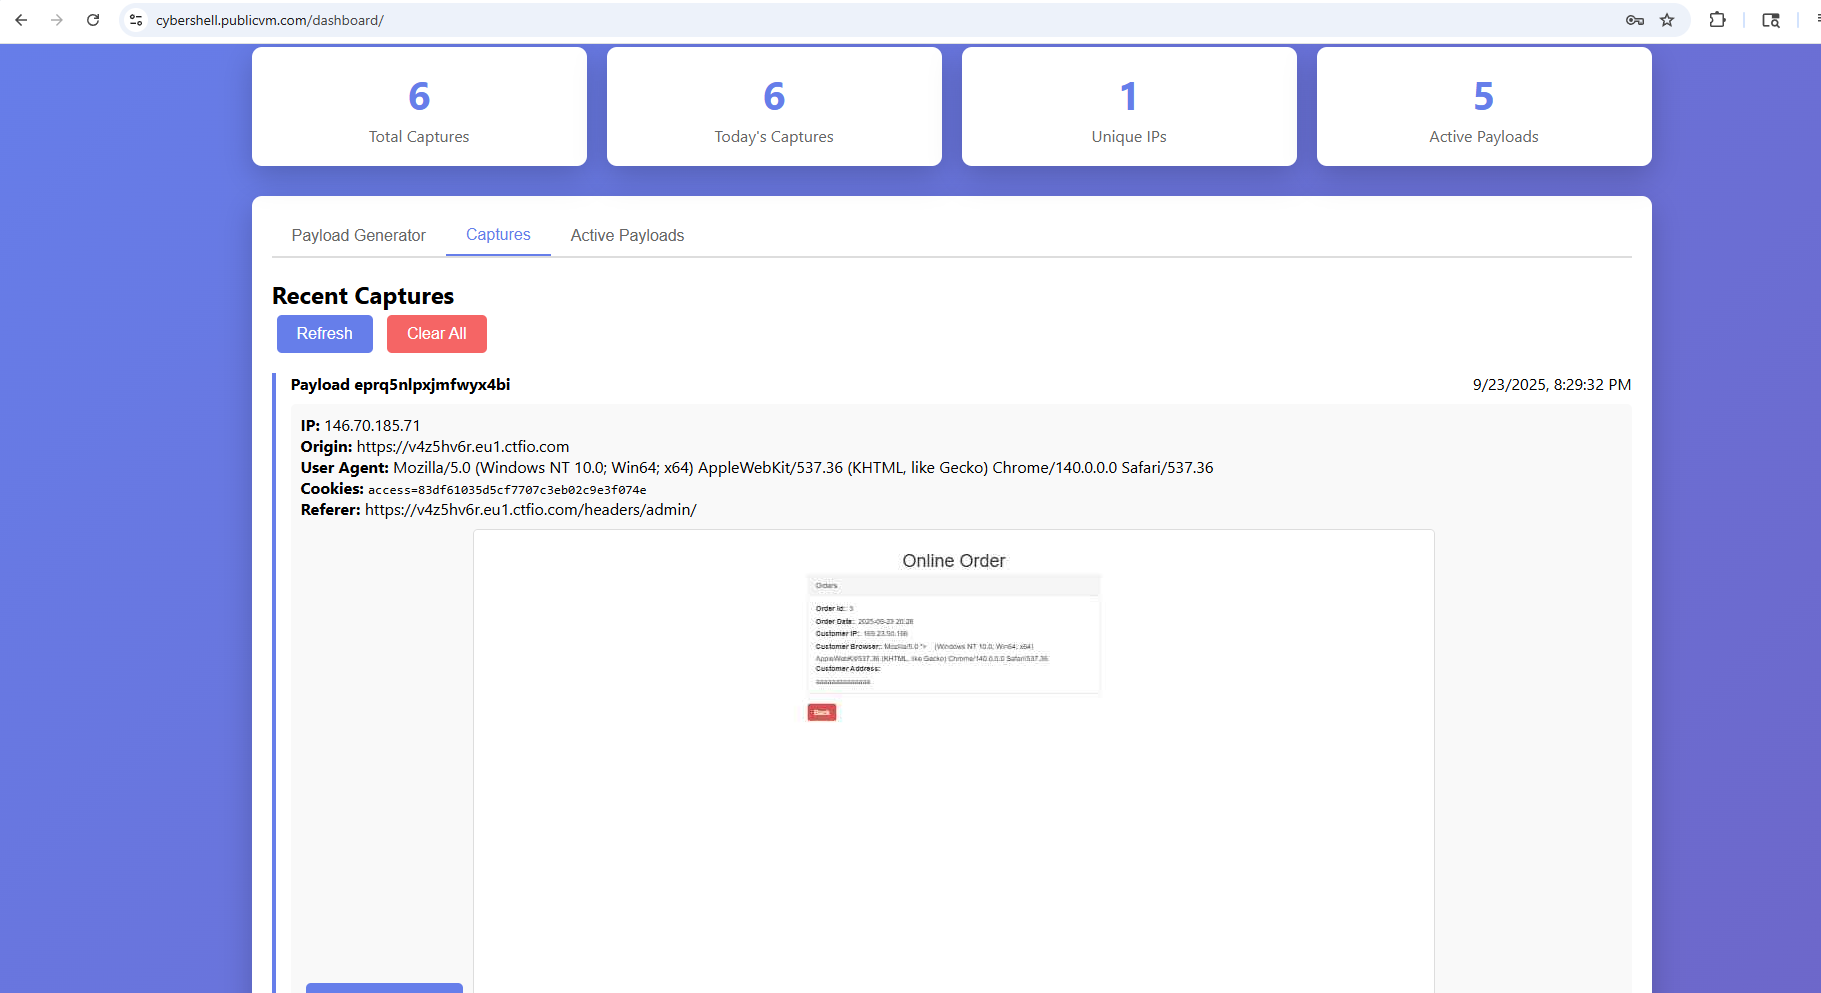 cybershell.publicvm.com/dashboard/
6
Total Captures
6
Today's Captures
1
Unique IPs
5
Active Payloads
Payload Generator
Captures
Active Payloads
Recent Captures
Refresh
Clear All
Payload eprq5nlpxjmfwyx4bi
9/23/2025, 8:29:32 PM
IP: 146.70.185.71
Origin: https://v4z5hv6r.eu1.ctfio.com
User Agent: Mozilla/5.0 (Windows NT 10.0; Win64; x64) AppleWebKit/537.36 (KHTML, like Gecko) Chrome/140.0.0.0 Safari/537.36
Cookies: access=83df61035d5cf7707c3eb02c9e3f074e
Referer: https://v4z5hv6r.eu1.ctfio.com/headers/admin/
Online Order
Orders
Order Id: 3
Order Date: 2025-09-23 20:28
Customer IP:
Customer Browser: Mozilla/5.0 "> (Windows NT 10.0; Win64; x64)
AppleWebKit/537.36 (KHTML, like Gecko) Chrome/140.0.0.0 Safari/537.36
Customer Address:
Back